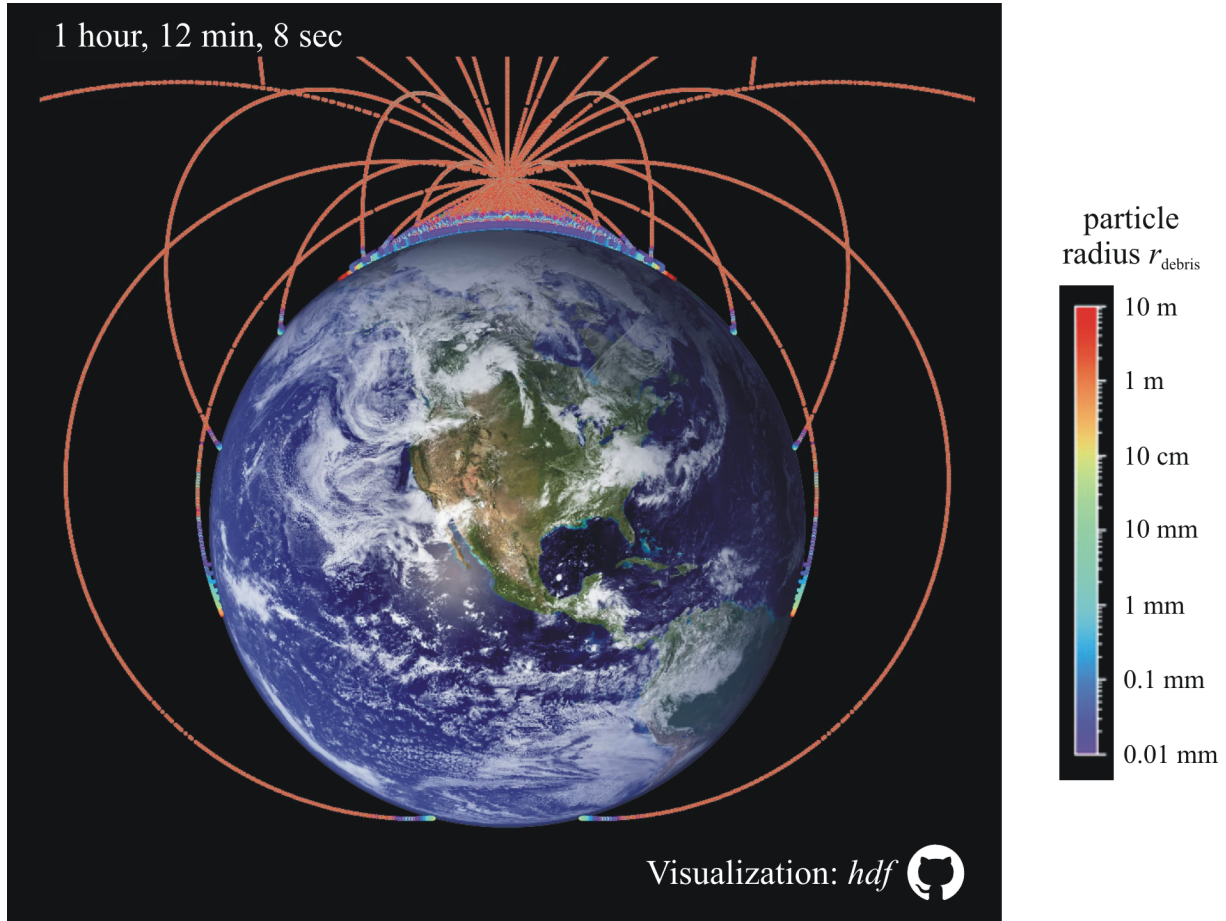 1 hour, 12 min, 8 sec
particle
radius r_debris
10 m
1 m
10 cm
10 mm
1 mm
0.1 mm
0.01 mm
Visualization: hdf